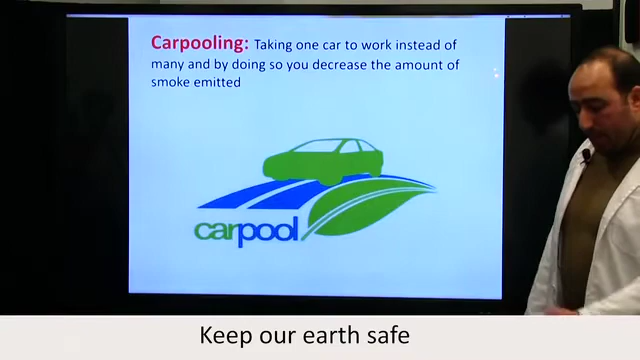 Carpooling: Taking one car to work instead of
many and by doing so you decrease the amount of
smoke emitted
carpool
Keep our earth safe